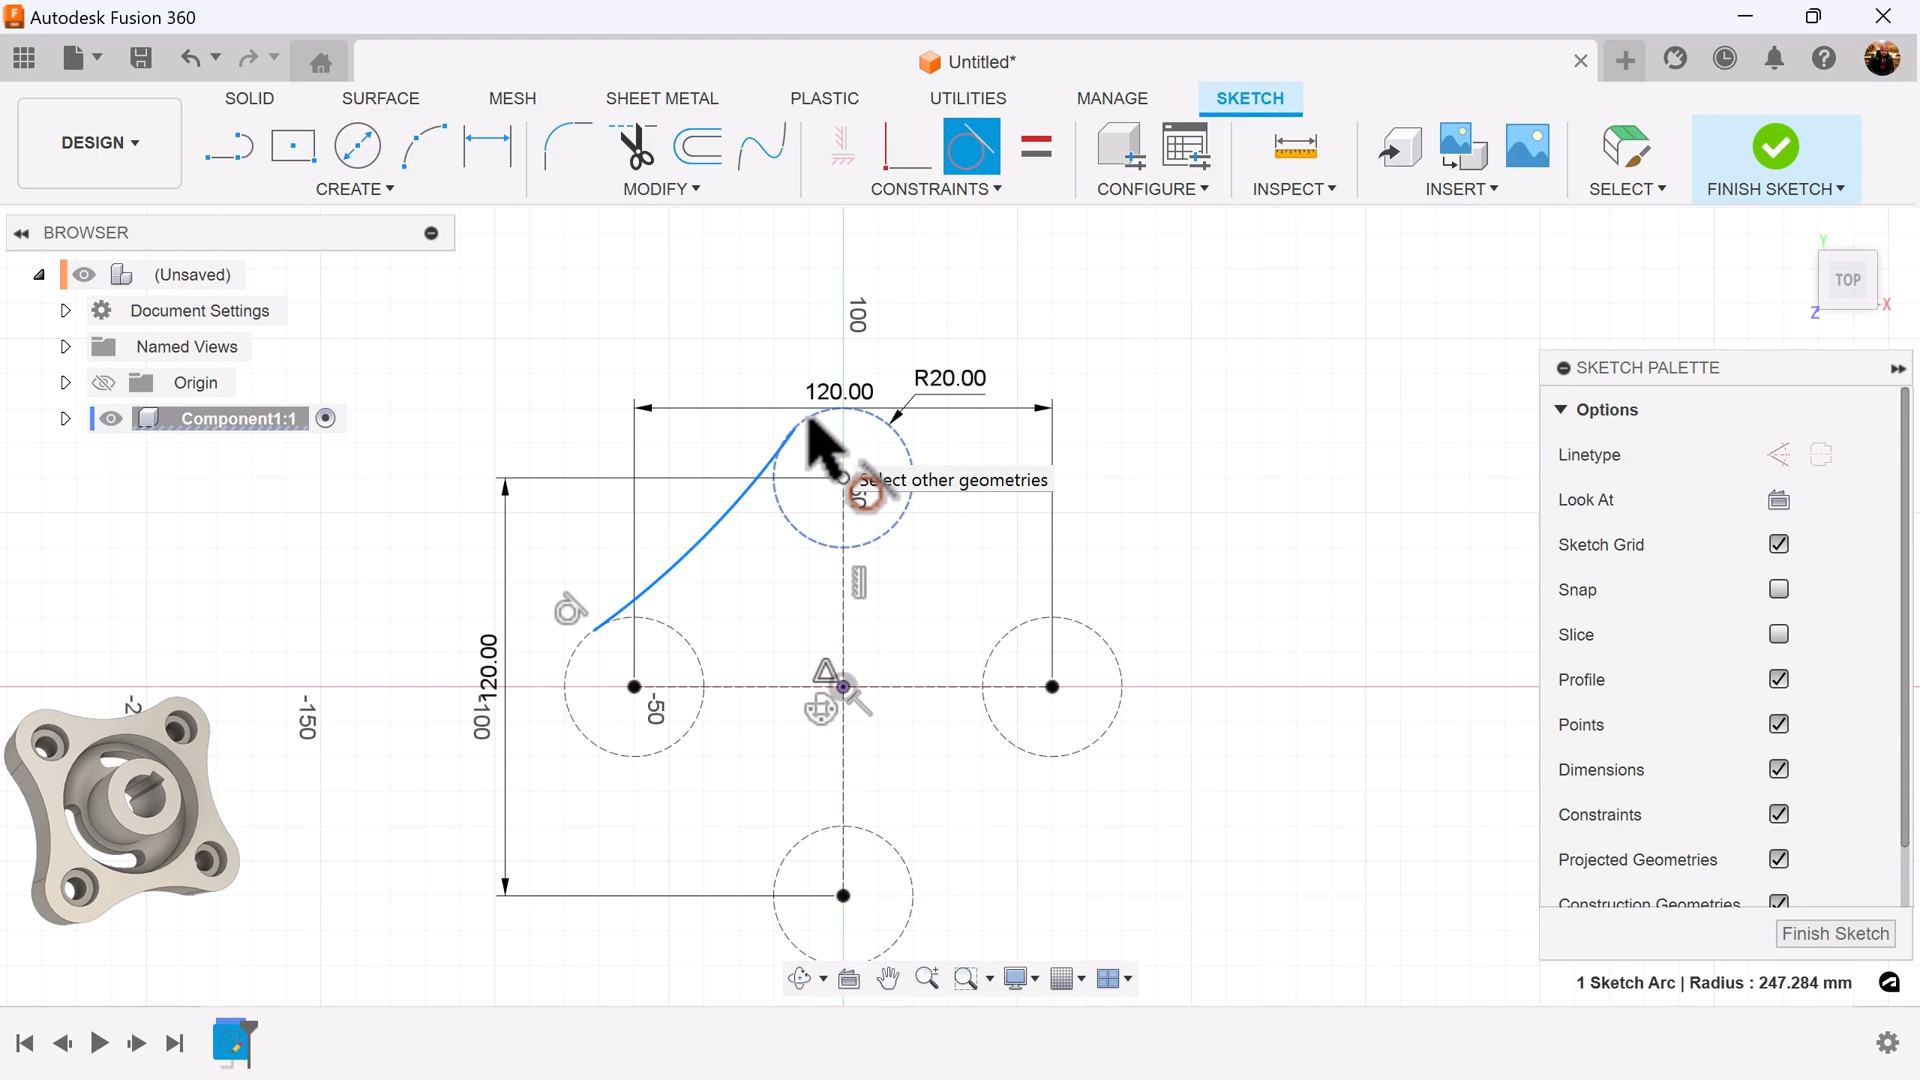 Autodesk Fusion 360
Untitled*
DESIGN
SOLID
SURFACE
MESH
SHEET METAL
PLASTIC
UTILITIES
MANAGE
SKETCH
CREATE
MODIFY
CONSTRAINTS
CONFIGURE
INSPECT
INSERT
SELECT
FINISH SKETCH
BROWSER
(Unsaved)
Document Settings
Named Views
Origin
Component1:1
TOP
Y
X
Z
100
120.00
R20.00
Select other geometries
120.00
-50
-100
-150
-2
SKETCH PALETTE
Options
Linetype
Look At
Sketch Grid
Snap
Slice
Profile
Points
Dimensions
Constraints
Projected Geometries
Construction Geometries
Finish Sketch
1 Sketch Arc | Radius : 247.284 mm